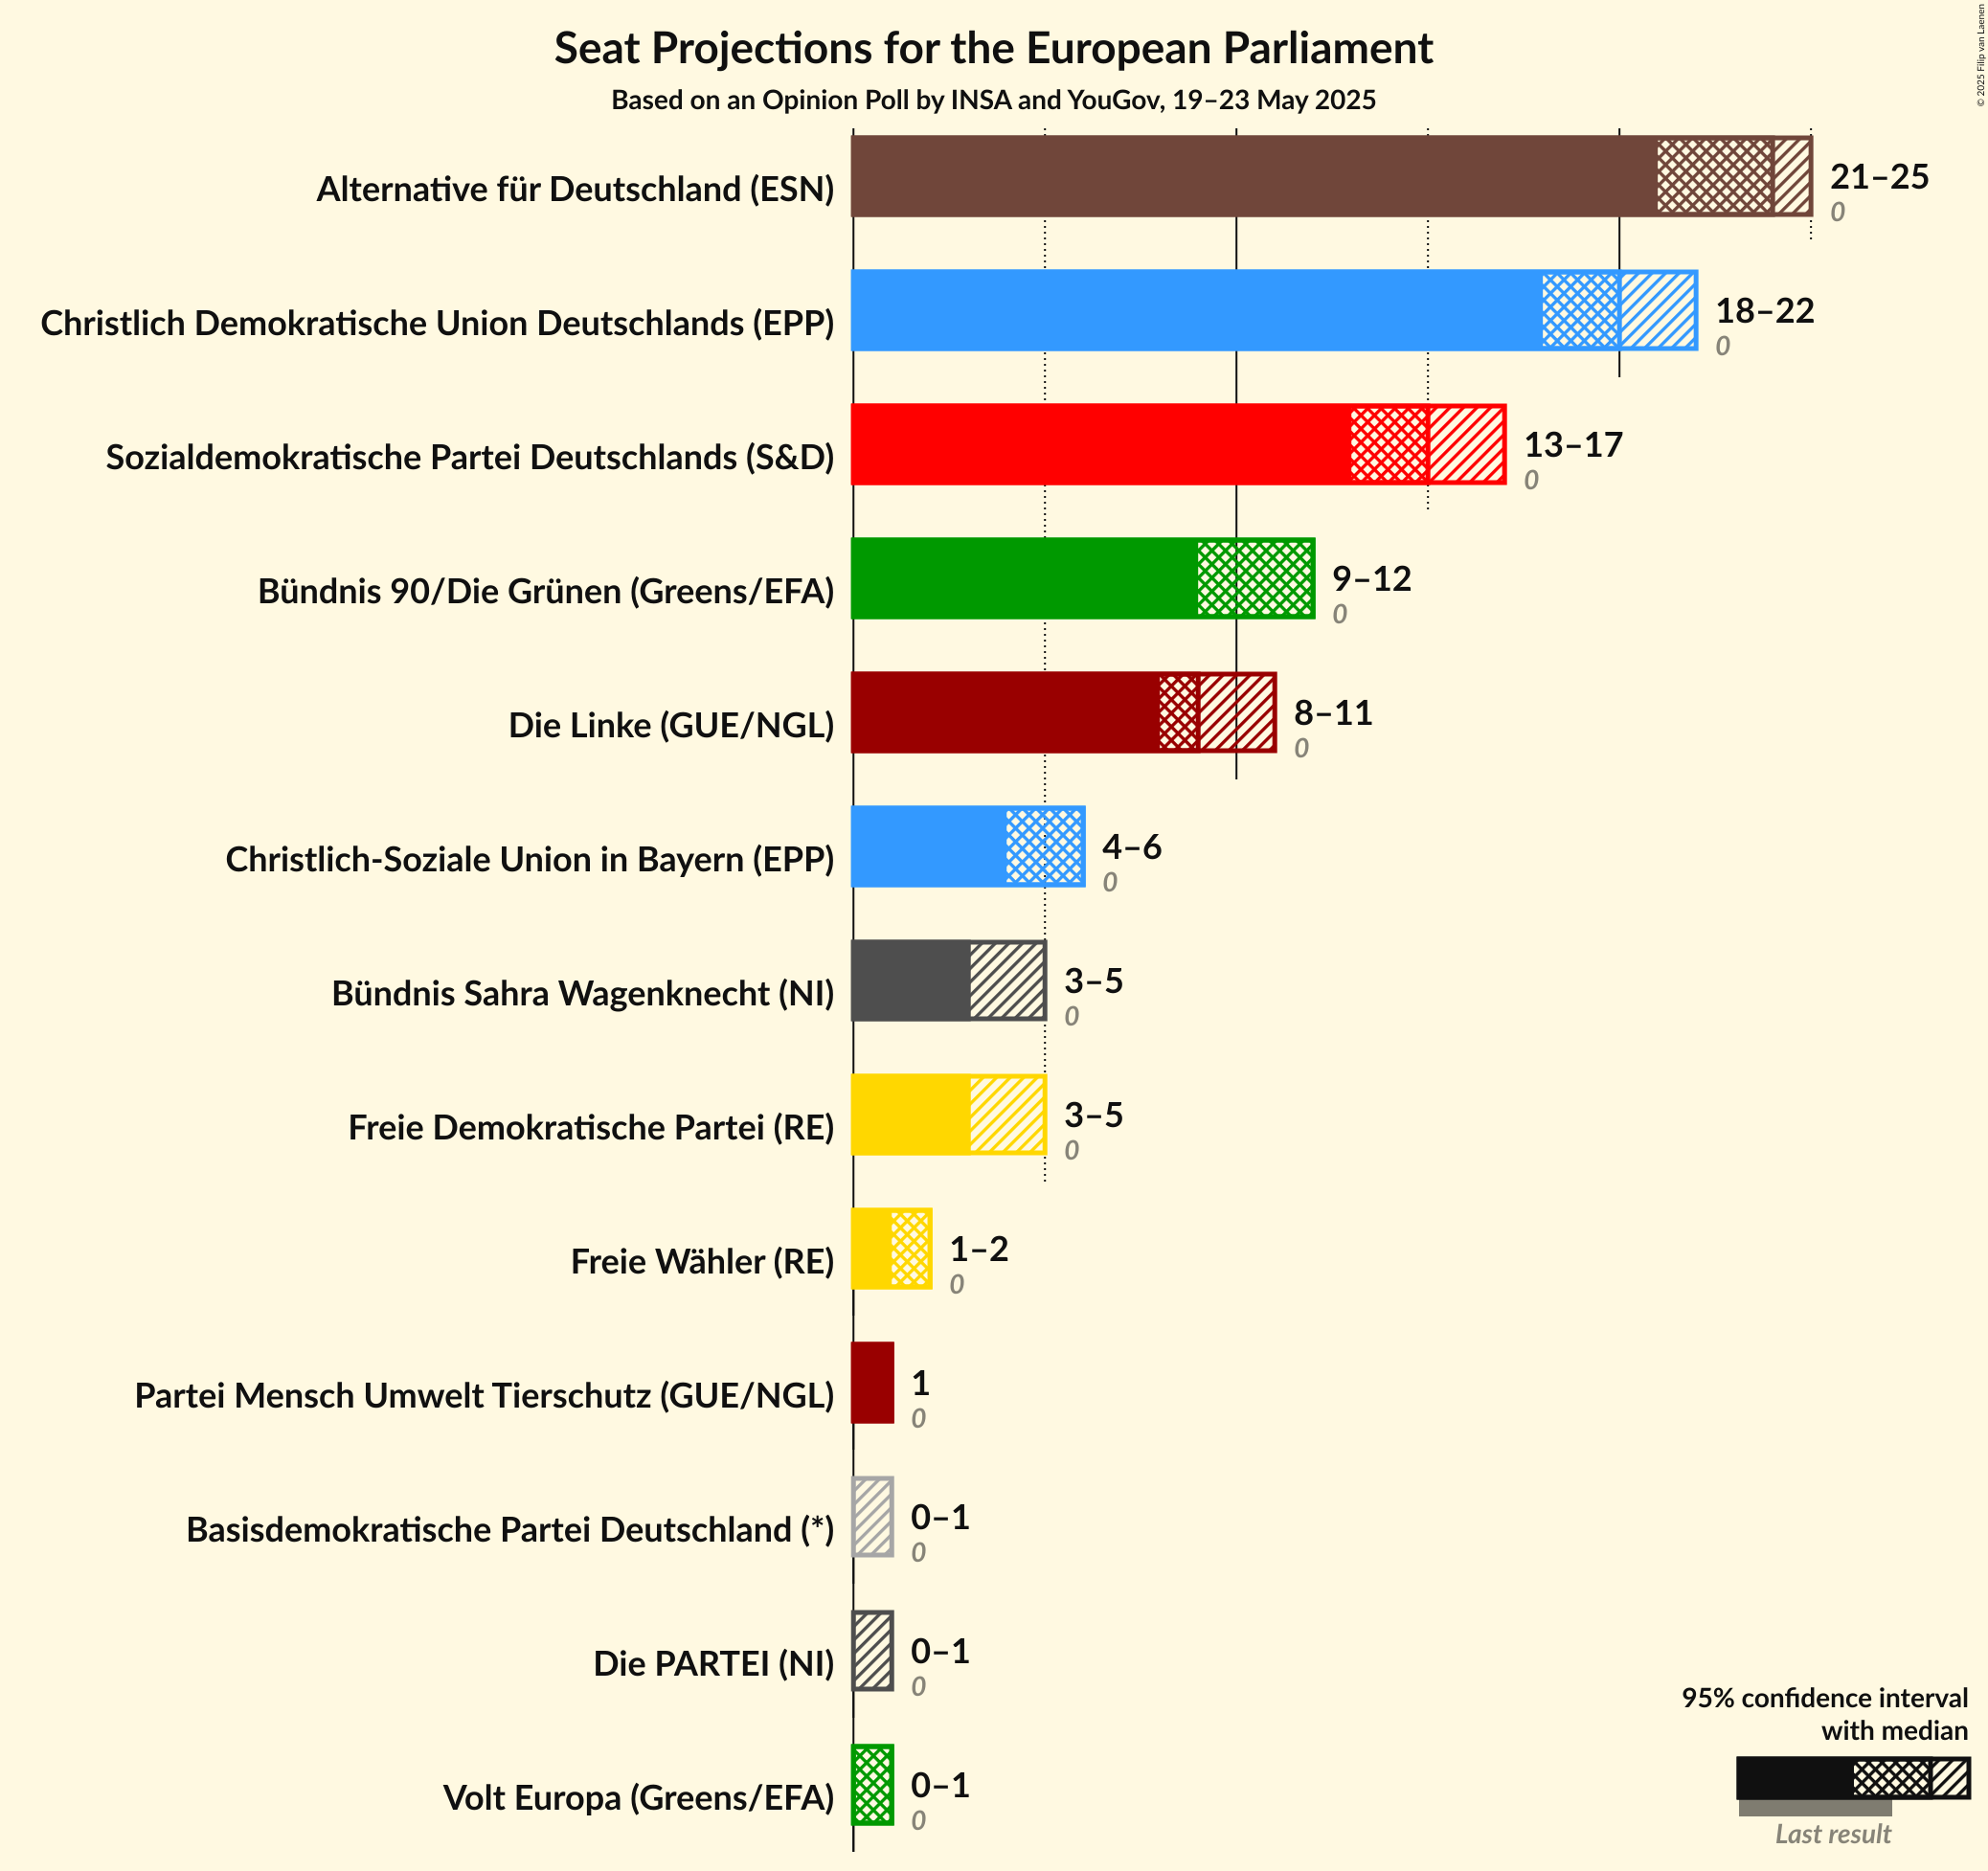 Seat Projections for the European Parliament
Based on an Opinion Poll by INSA and YouGov, 19–23 May 2025
© 2025 Filip van Laenen
Alternative für Deutschland (ESN)
21–25
0
Christlich Demokratische Union Deutschlands (EPP)
18–22
0
Sozialdemokratische Partei Deutschlands (S&D)
13–17
0
Bündnis 90/Die Grünen (Greens/EFA)
9–12
0
Die Linke (GUE/NGL)
8–11
0
Christlich-Soziale Union in Bayern (EPP)
4–6
0
Bündnis Sahra Wagenknecht (NI)
3–5
0
Freie Demokratische Partei (RE)
3–5
0
Freie Wähler (RE)
1–2
0
Partei Mensch Umwelt Tierschutz (GUE/NGL)
1
0
Basisdemokratische Partei Deutschland (*)
0–1
0
Die PARTEI (NI)
0–1
0
Volt Europa (Greens/EFA)
0–1
0
95% confidence interval
with median
Last result